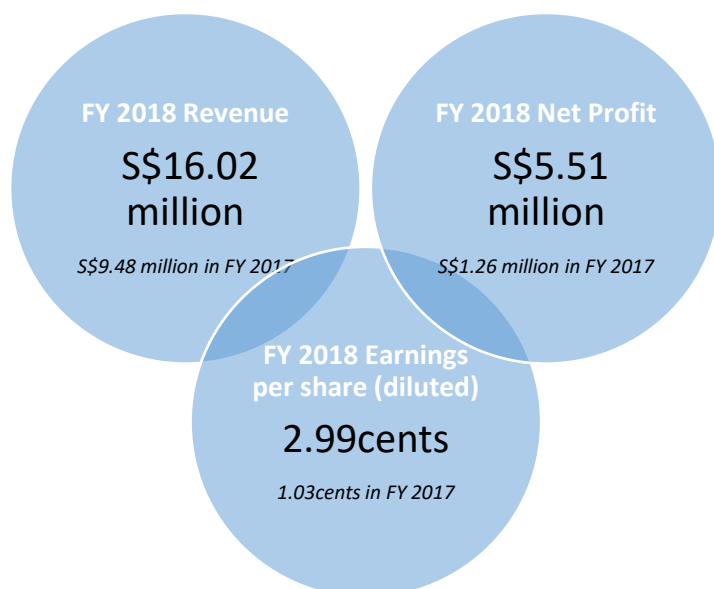 FY 2018 Revenue
S$16.02
million
S$9.48 million in FY 2017
FY 2018 Net Profit
S$5.51
million
S$1.26 million in FY 2017
FY 2018 Earnings
per share (diluted)
2.99cents
1.03cents in FY 2017